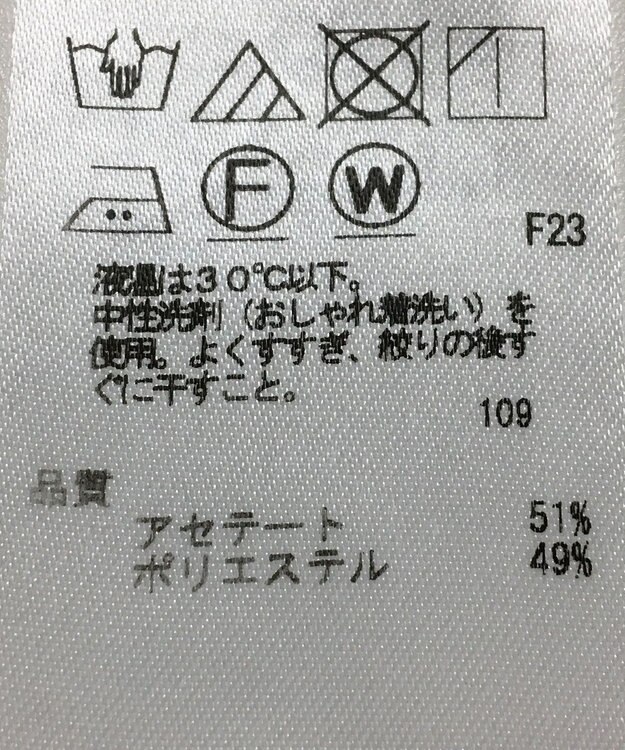 F
W
F23
液温は30℃以下。
中性洗剤（おしゃれ着洗い）を
使用。よくすすぎ、絞りの後す
ぐに干すこと。
109
品質
アセテート 51%
ポリエステル 49%